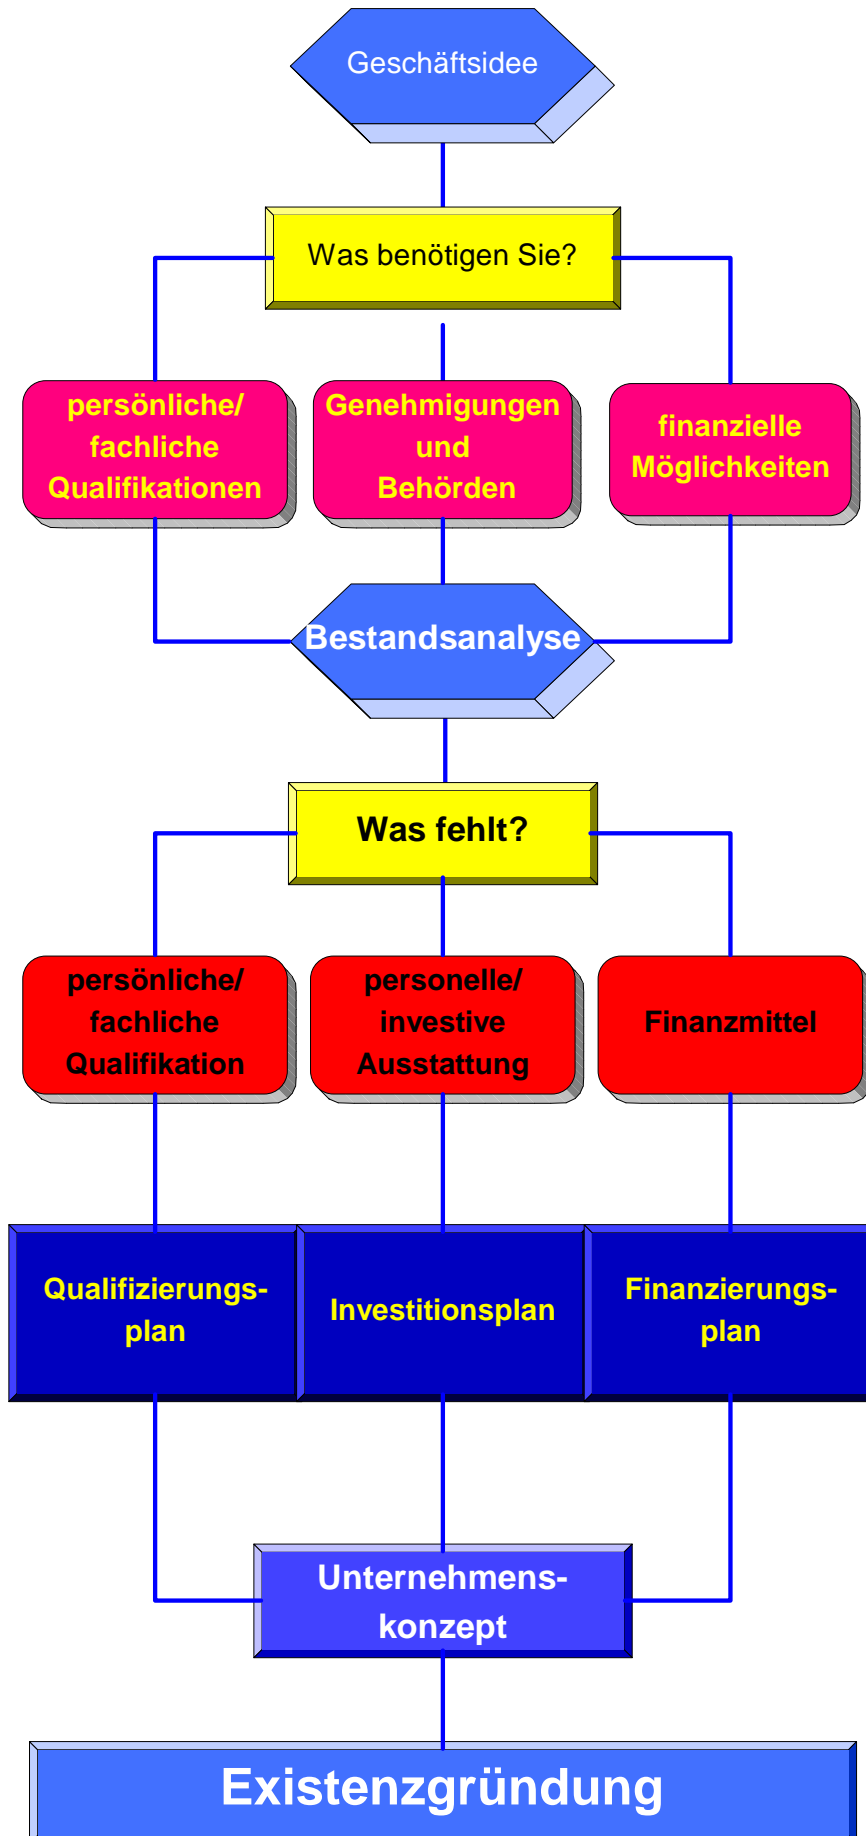 Geschäftsidee
Was benötigen Sie?
persönliche/
fachliche
Qualifikationen
Genehmigungen
und
Behörden
finanzielle
Möglichkeiten
Bestandsanalyse
Was fehlt?
persönliche/
fachliche
Qualifikation
personelle/
investive
Ausstattung
Finanzmittel
Qualifizierungs-
plan
Investitionsplan
Finanzierungs-
plan
Unternehmens-
konzept
Existenzgründung